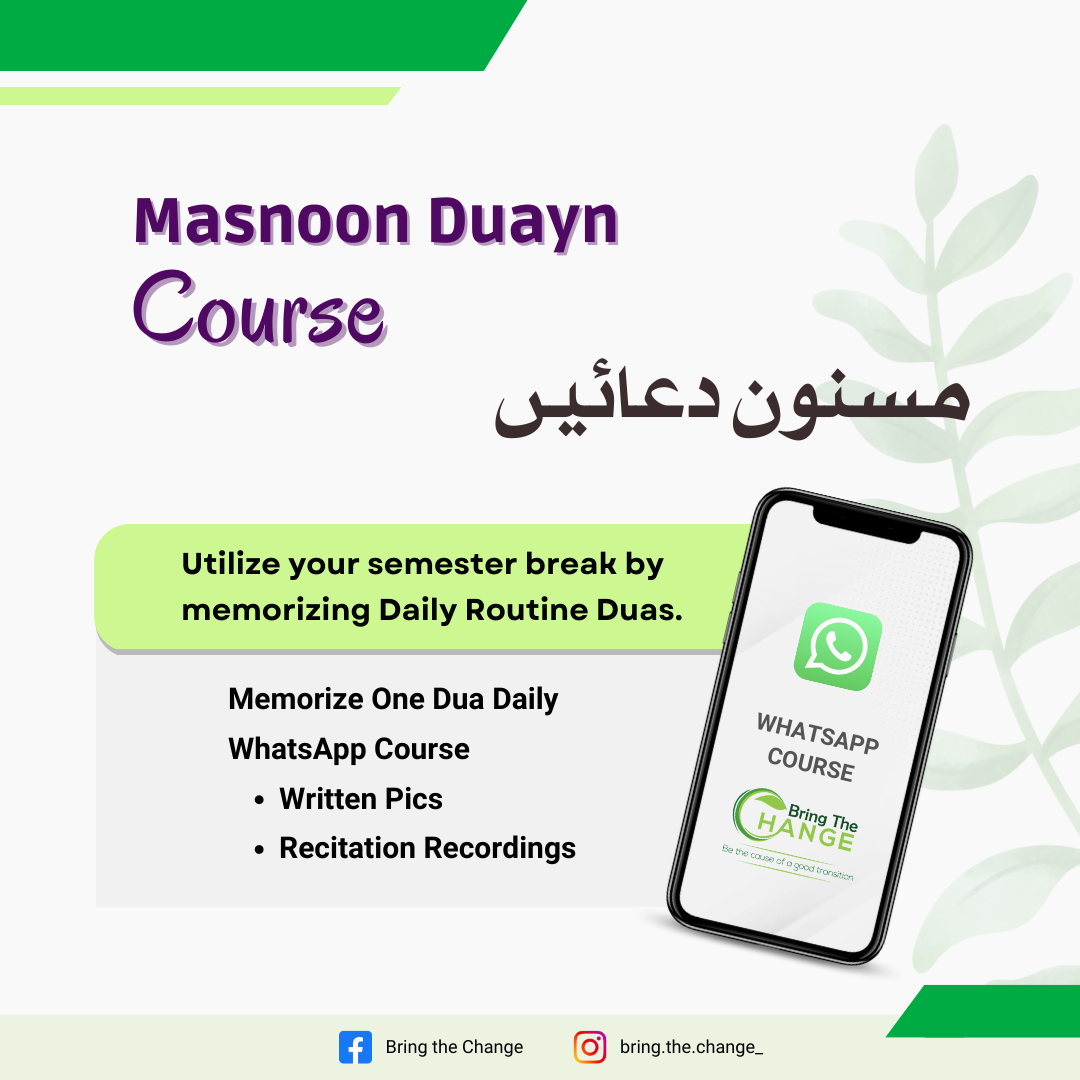 Masnoon Duayn
Course
مسنون دعائیں
Utilize your semester break by
memorizing Daily Routine Duas.
Memorize One Dua Daily
WhatsApp Course
• Written Pics
• Recitation Recordings
WHATSAPP
COURSE
Bring The
CHANGE
Be the cause of a good transition
Bring the Change
bring.the.change_